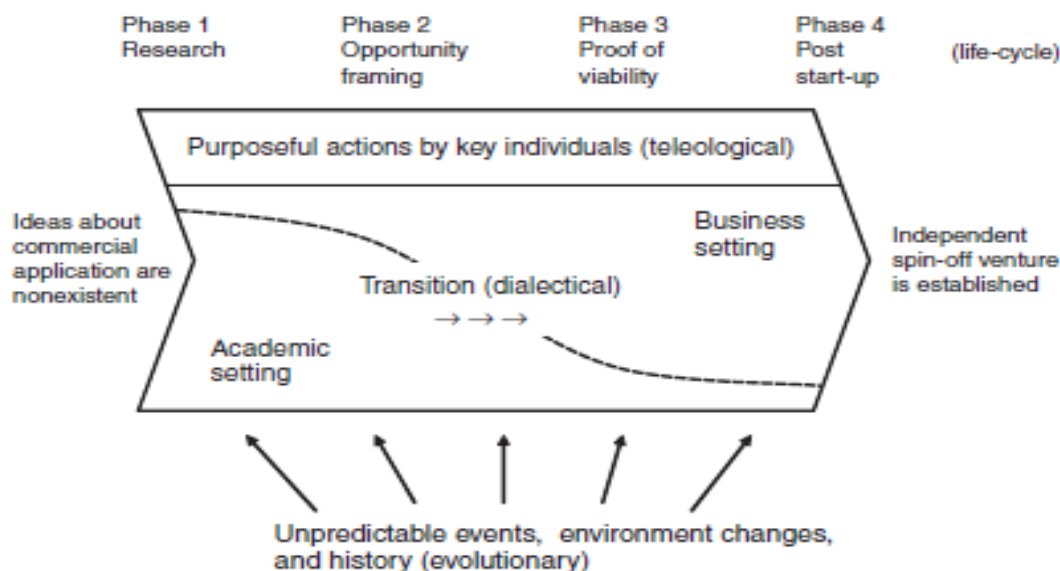 Phase 1
Research
Phase 2
Opportunity
framing
Phase 3
Proof of
viability
Phase 4
Post
start-up
(life-cycle)
Purposeful actions by key individuals (teleological)
Ideas about
commercial
application are
nonexistent
Business
setting
Independent
spin-off venture
is established
Transition (dialectical)
→ → →
Academic
setting
Unpredictable events, environment changes,
and history (evolutionary)